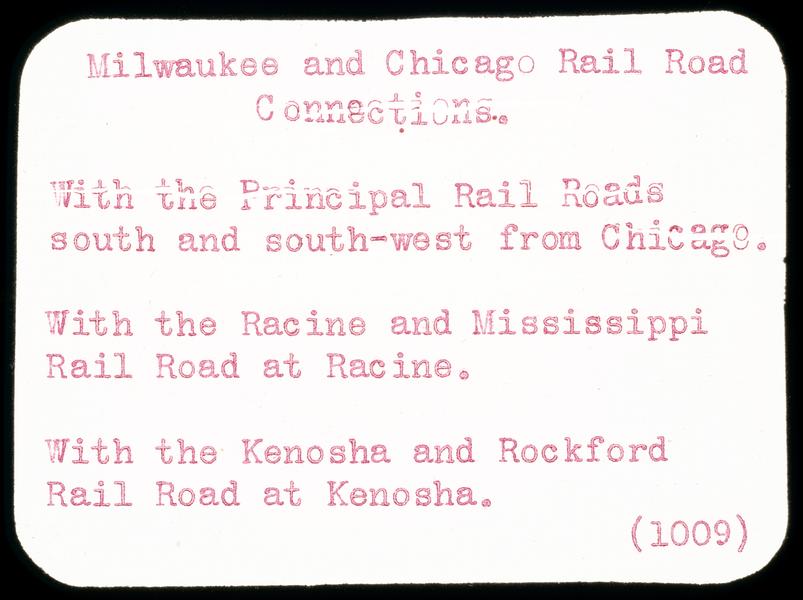 Milwaukee and Chicago Rail Road
Connections.
With the Principal Rail Roads
south and south-west from Chicago.
With the Racine and Mississippi
Rail Road at Racine.
With the Kenosha and Rockford
Rail Road at Kenosha.
(1009)